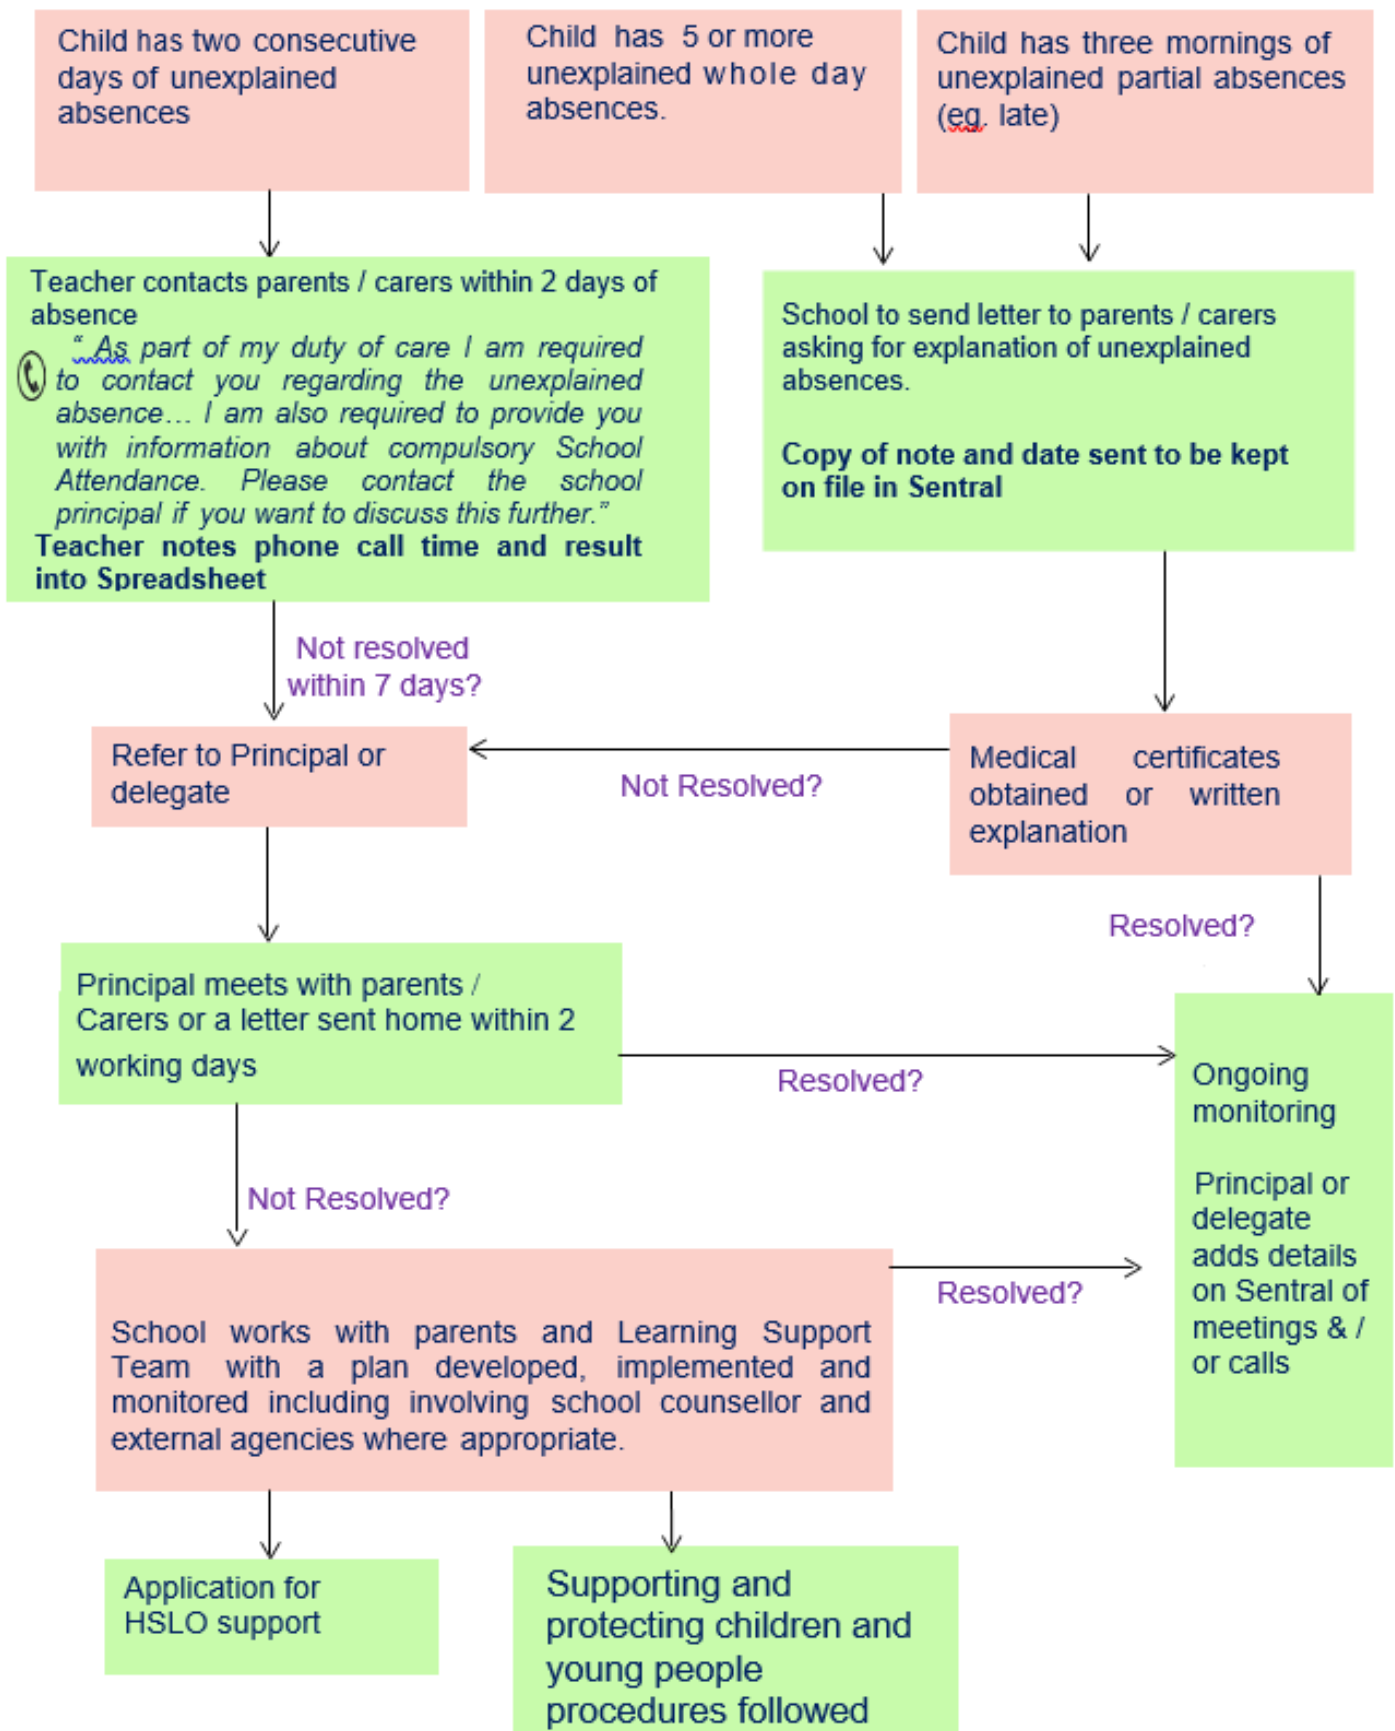 Child has two consecutive
days of unexplained
absences
Child has 5 or more
unexplained whole day
absences.
Child has three mornings of
unexplained partial absences
(eg. late)
Teacher contacts parents / carers within 2 days of
absence
“ As part of my duty of care I am required
to contact you regarding the unexplained
absence… I am also required to provide you
with information about compulsory School
Attendance. Please contact the school
principal if you want to discuss this further.”
Teacher notes phone call time and result
into Spreadsheet
School to send letter to parents / carers
asking for explanation of unexplained
absences.
Copy of note and date sent to be kept
on file in Sentral
Not resolved
within 7 days?
Refer to Principal or
delegate
Not Resolved?
Medical certificates
obtained or written
explanation
Resolved?
Principal meets with parents /
Carers or a letter sent home within 2
working days
Resolved?
Ongoing
monitoring
Principal or
delegate
adds details
on Sentral of
meetings & /
or calls
Not Resolved?
School works with parents and Learning Support
Team with a plan developed, implemented and
monitored including involving school counsellor and
external agencies where appropriate.
Resolved?
Application for
HSLO support
Supporting and
protecting children and
young people
procedures followed